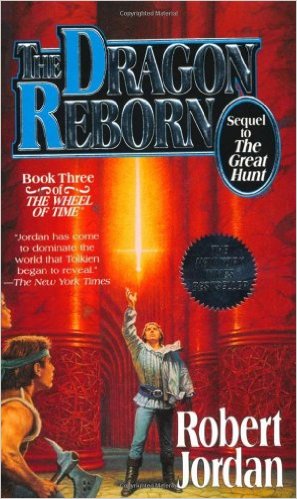 THE DRAGON
REBORN
Sequel
to
The
Great
Hunt
Book Three
of
THE WHEEL
OF TIME
"Jordan has come
to dominate the
world that Tolkien
began to reveal."
—The New York Times
THE
NEW YORK
TIMES
BESTSELLER
Robert
Jordan